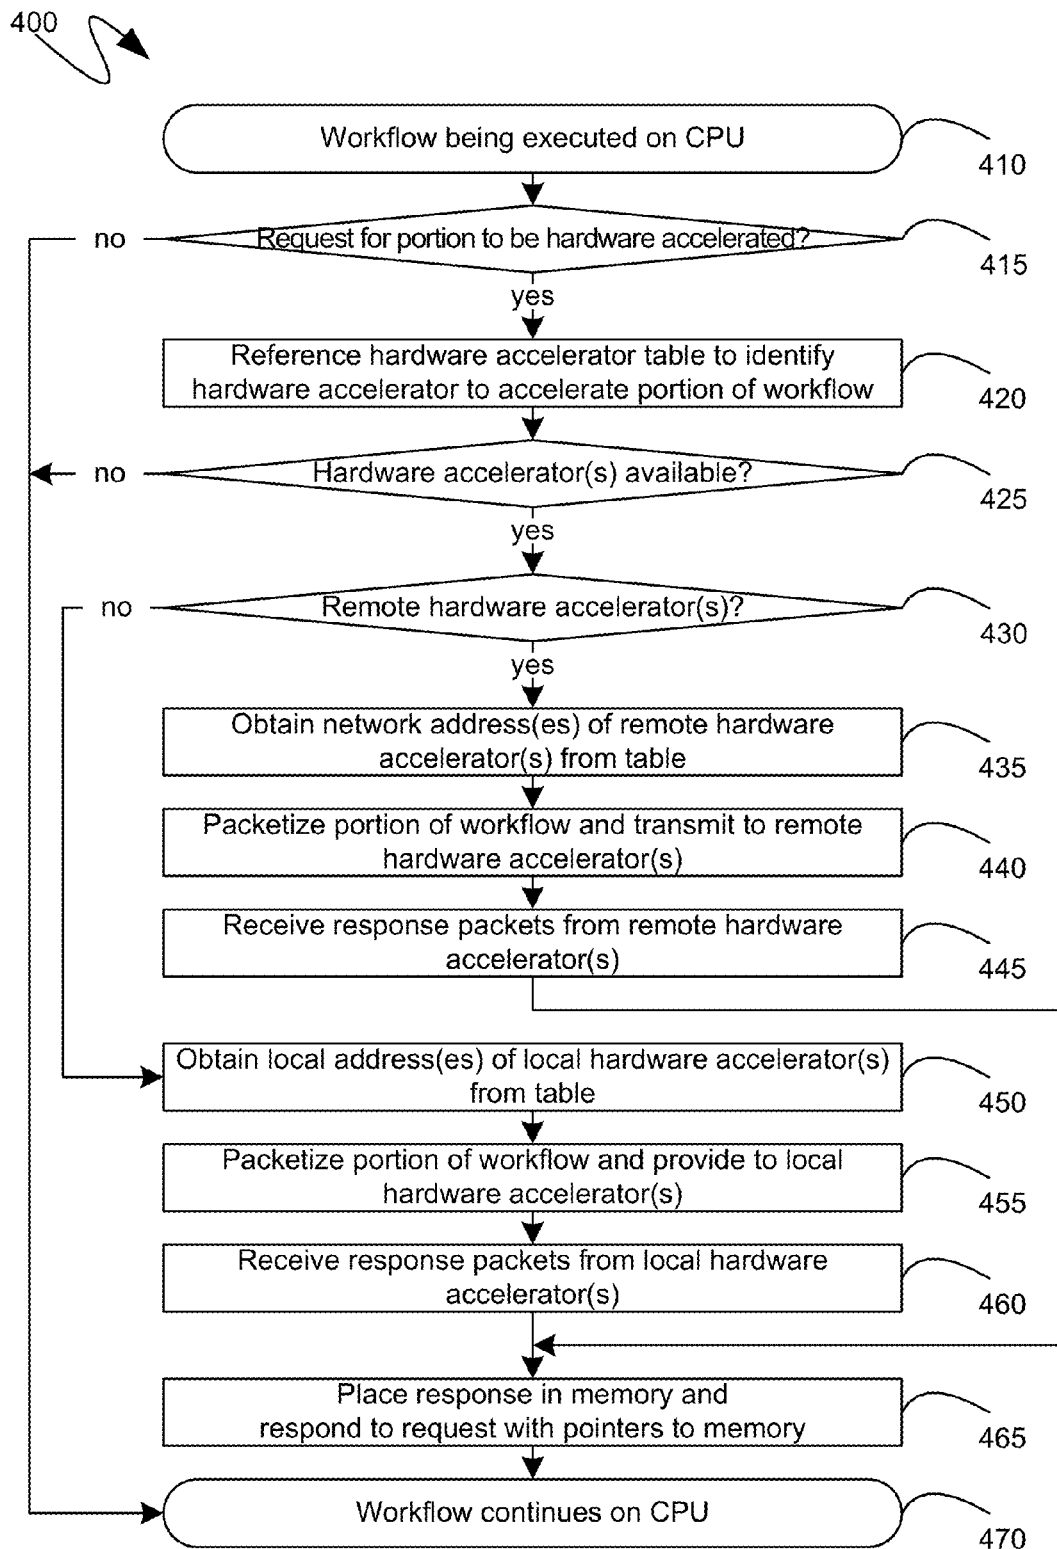 400
Workflow being executed on CPU
410
no
Request for portion to be hardware accelerated?
415
yes
Reference hardware accelerator table to identify
hardware accelerator to accelerate portion of workflow
420
no
Hardware accelerator(s) available?
425
yes
no
Remote hardware accelerator(s)?
430
yes
Obtain network address(es) of remote hardware
accelerator(s) from table
435
Packetize portion of workflow and transmit to remote
hardware accelerator(s)
440
Receive response packets from remote hardware
accelerator(s)
445
Obtain local address(es) of local hardware accelerator(s)
from table
450
Packetize portion of workflow and provide to local
hardware accelerator(s)
455
Receive response packets from local hardware
accelerator(s)
460
Place response in memory and
respond to request with pointers to memory
465
Workflow continues on CPU
470